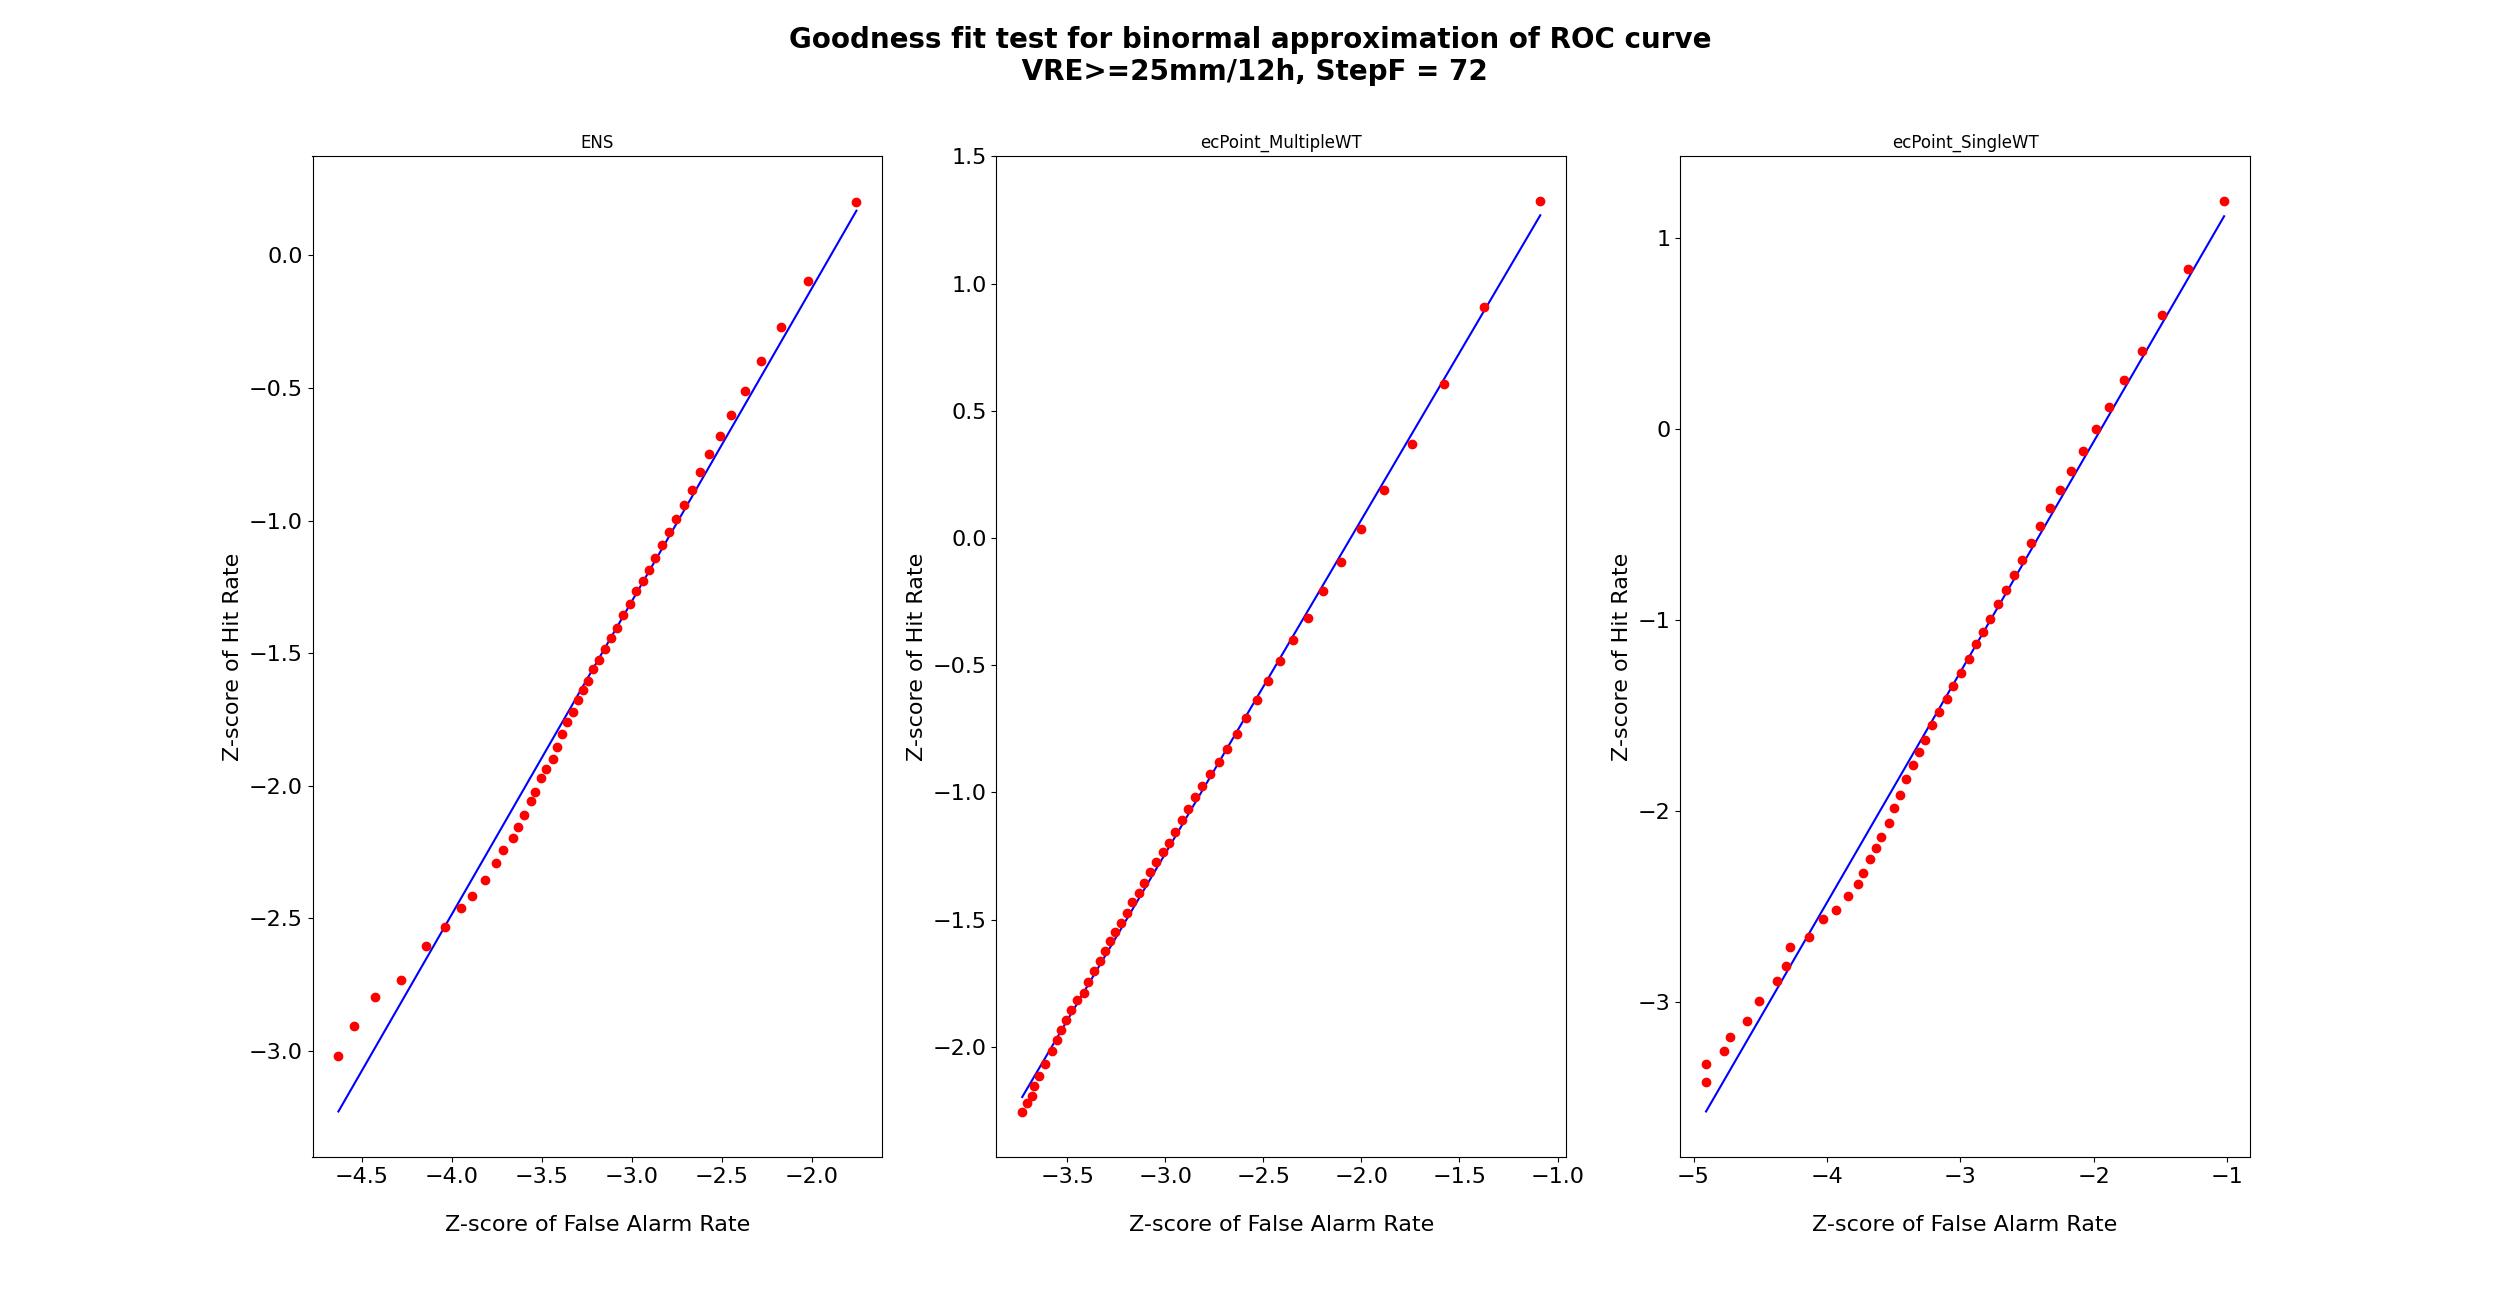 Goodness fit test for binormal approximation of ROC curve
VRE>=25mm/12h, StepF = 72
ENS
Z-score of Hit Rate
0.0
−0.5
−1.0
−1.5
−2.0
−2.5
−3.0
−4.5 −4.0 −3.5 −3.0 −2.5 −2.0
Z-score of False Alarm Rate
ecPoint_MultipleWT
Z-score of Hit Rate
1.5
1.0
0.5
0.0
−0.5
−1.0
−1.5
−2.0
−3.5 −3.0 −2.5 −2.0 −1.5 −1.0
Z-score of False Alarm Rate
ecPoint_SingleWT
Z-score of Hit Rate
1
0
−1
−2
−3
−5 −4 −3 −2 −1
Z-score of False Alarm Rate